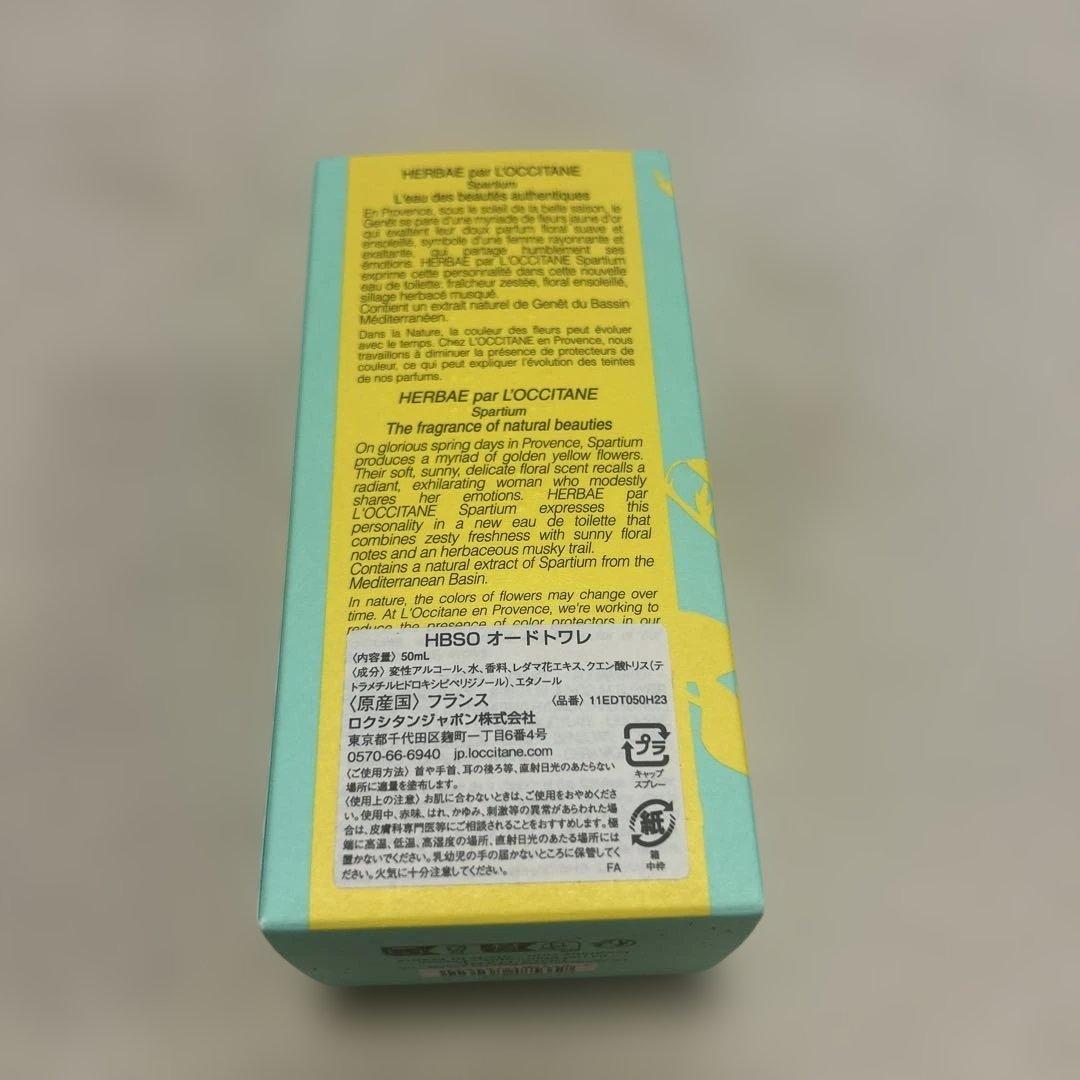 HERBAE par L'OCCITANE
Spartium
L'eau des beautés authentiques
En Provence, sous le soleil de la belle saison, le
Genêt se pare d'une myriade de fleurs jaune d'or
qui exaltent leur doux parfum floral suave et
ensoleillé, symbole d'une femme rayonnante et
exaltante, qui partage humblement ses
émotions. HERBAE par L'OCCITANE Spartium
exprime cette personnalité dans cette nouvelle
eau de toilette: fraîcheur zestée, floral ensoleillé,
sillage herbacé musqué.
Contient un extrait naturel de Genêt du Bassin
Méditerranéen.
Dans la Nature, la couleur des fleurs peut évoluer
avec le temps. Chez L'OCCITANE en Provence, nous
travaillons à diminuer la présence de protecteurs de
couleur, ce qui peut expliquer l'évolution des teintes
de nos parfums.
HERBAE par L'OCCITANE
Spartium
The fragrance of natural beauties
On glorious spring days in Provence, Spartium
produces a myriad of golden yellow flowers.
Their soft, sunny, delicate floral scent recalls a
radiant, exhilarating woman who modestly
shares her emotions. HERBAE par
L'OCCITANE Spartium expresses this
personality in a new eau de toilette that
combines zesty freshness with sunny floral
notes and an herbaceous musky trail.
Contains a natural extract of Spartium from the
Mediterranean Basin.
In nature, the colors of flowers may change over
time. At L'Occitane en Provence, we're working to
reduce the presence of color protectors in our
HBSO オードトワレ
〈内容量〉 50mL
〈成分〉 変性アルコール、水、香料、レダマ花エキス、クエン酸トリス(テ
トラメチルヒドロキシピペリジノール)、エタノール
〈原産国〉 フランス 〈品番〉 11EDT050H23
ロクシタンジャポン株式会社
東京都千代田区麹町一丁目6番4号
0570-66-6940 jp.loccitane.com
プラ
キャップ
スプレー
〈ご使用方法〉 首や手首、耳の後ろ等、直射日光のあたらない
場所に適量を塗布します。
〈使用上の注意〉 お肌に合わないときは、ご使用をおやめくださ
い。使用中、赤味、はれ、かゆみ、刺激等の異常があらわれた場
合は、皮膚科専門医等にご相談されることをおすすめします。極
端に高温、低温、高湿度の場所、直射日光のあたる場所には
置かないでください。乳幼児の手の届かないところに保管してく
ださい。火気に十分注意してください。 FA
紙
箱
中枠